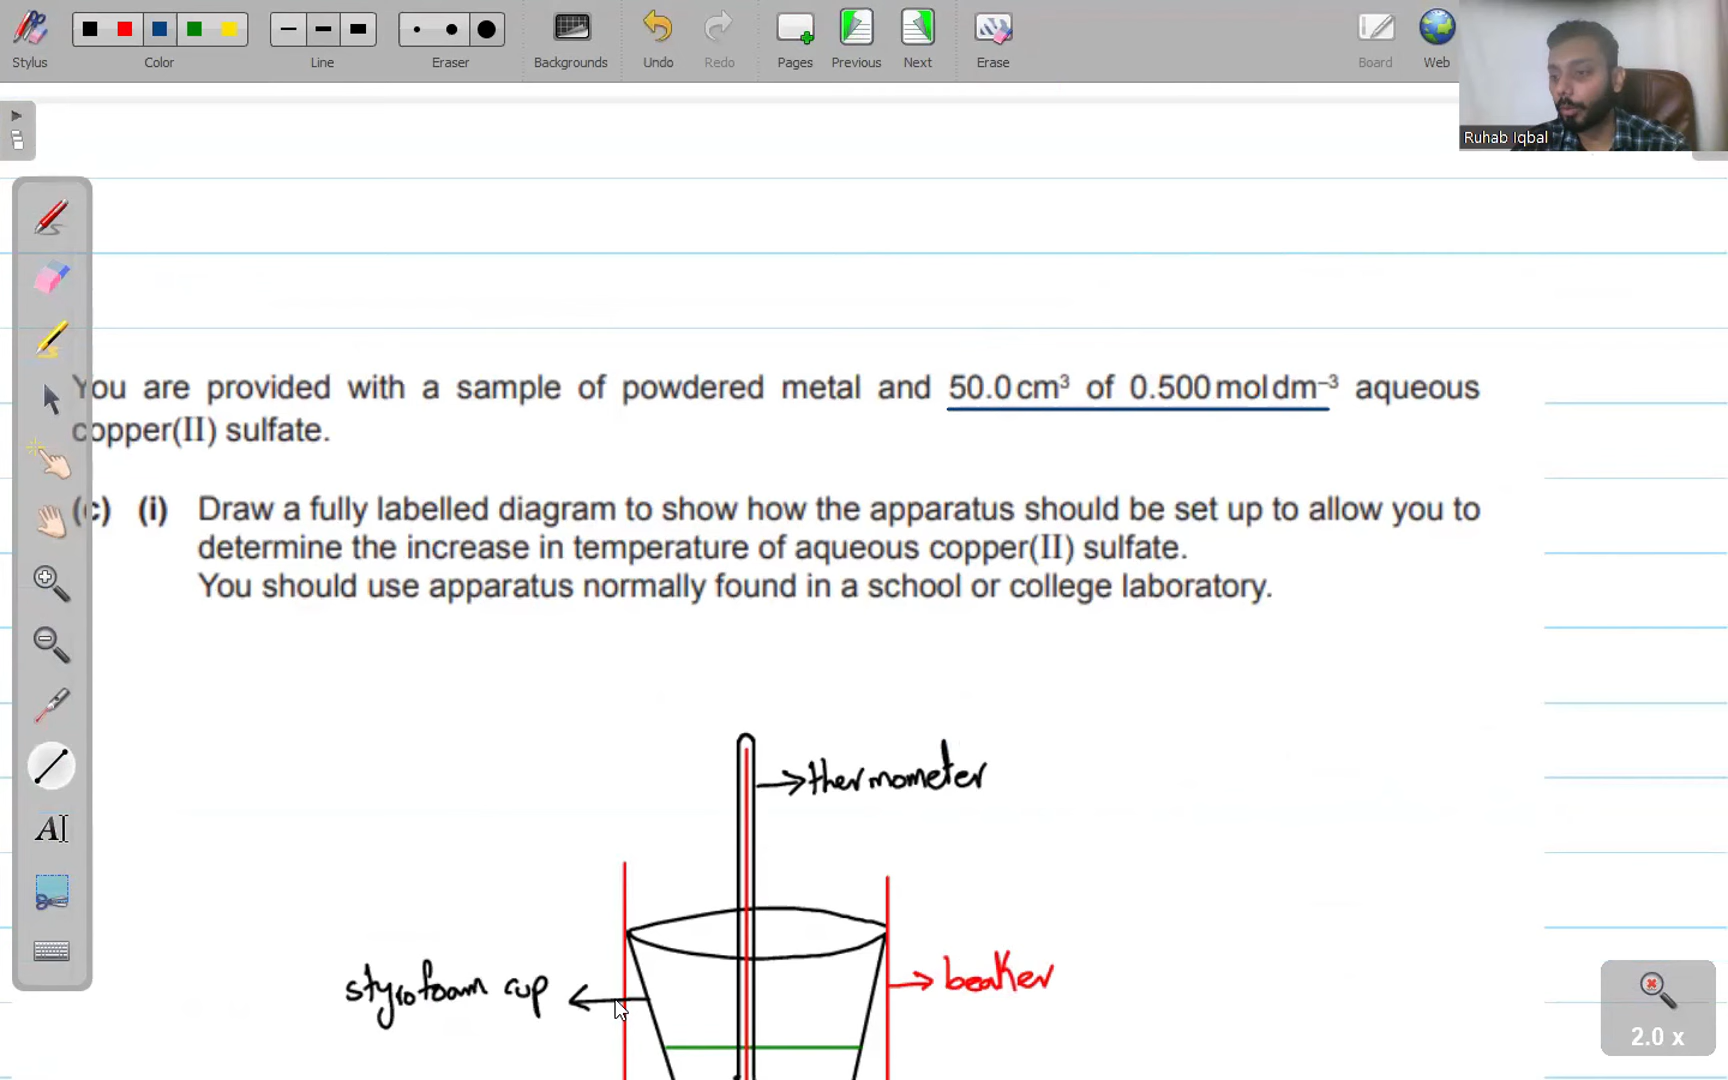 Stylus
Color
Line
Eraser
Backgrounds
Undo
Redo
Pages
Previous
Next
Erase
Board
Web
Ruhab Iqbal
You are provided with a sample of powdered metal and 50.0 cm³ of 0.500 mol dm⁻³ aqueous
copper(II) sulfate.
(c) (i) Draw a fully labelled diagram to show how the apparatus should be set up to allow you to
determine the increase in temperature of aqueous copper(II) sulfate.
You should use apparatus normally found in a school or college laboratory.
thermometer
styrofoam cup
beaker
A
2.0 x